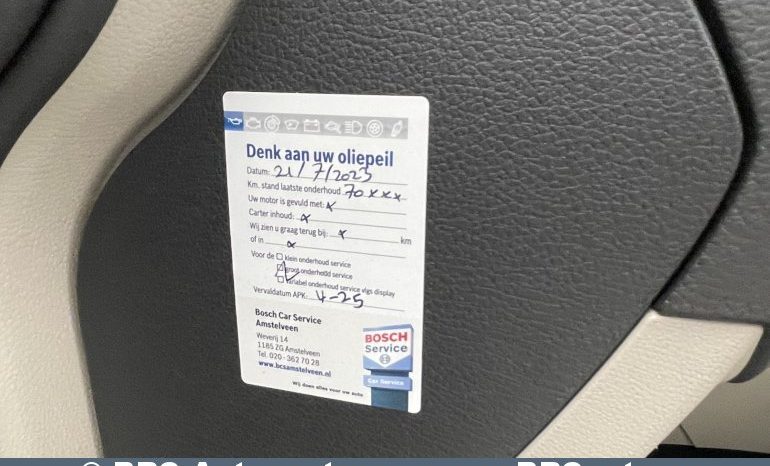 Denk aan uw oliepeil
Datum: 21/7/2023
Km. stand laatste onderhoud 70xxx
Uw motor is gevuld met: x
Carter inhoud: x
Wij zien u graag terug bij: x km
of in x
Voor de klein onderhoud service
groot onderhoud service
Variabel onderhoud service vlgs display
Vervaldatum APK: 4-25
Bosch Car Service
Amstelveen
Weverij 14
1185 ZG Amstelveen
Tel. 020 - 362 70 28
www.bcsamstelveen.nl
BOSCH
Service
Car Service
Wij doen alles voor uw auto